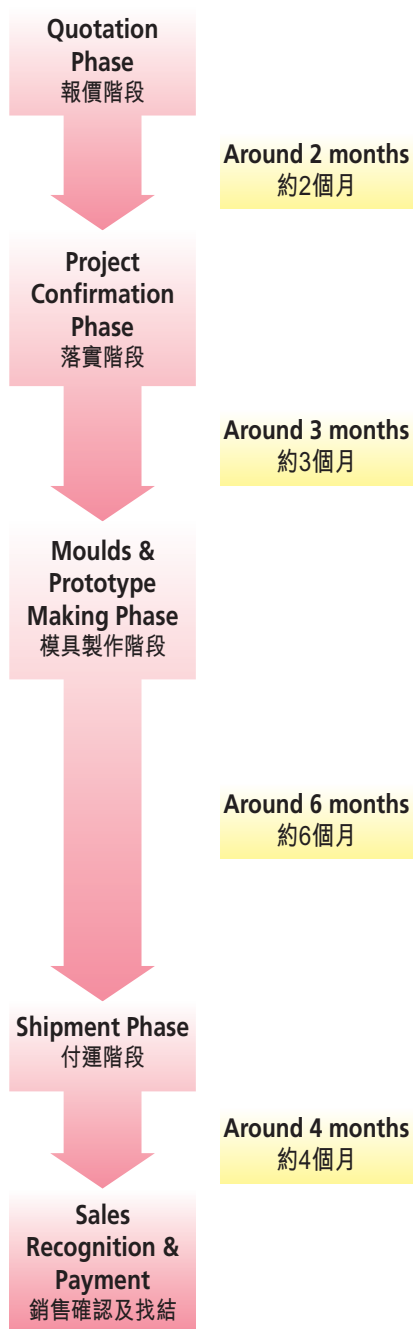 Quotation
Phase
報價階段
Around 2 months
約2個月
Project
Confirmation
Phase
落實階段
Around 3 months
約3個月
Moulds &
Prototype
Making Phase
模具製作階段
Around 6 months
約6個月
Shipment Phase
付運階段
Around 4 months
約4個月
Sales
Recognition &
Payment
銷售確認及找結